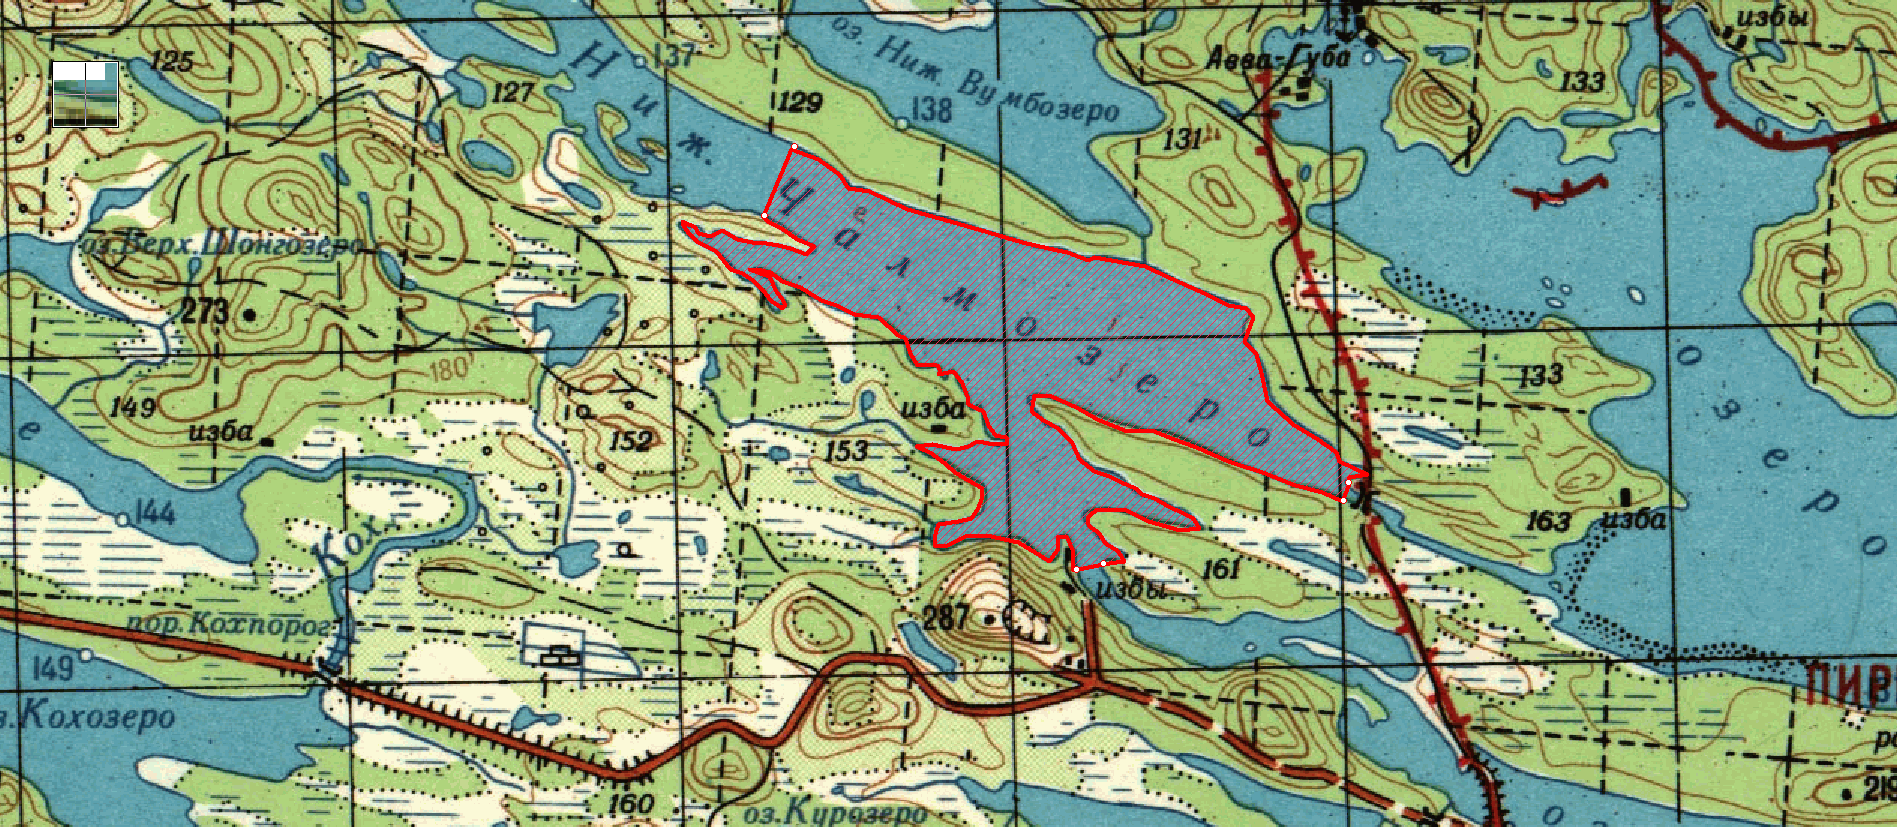 избы
Авва-Губа
133
125
137
оз. Ниж. Вумбозеро
127
129
138
131
Ниж. Чалмозеро
оз. Верх. Шонгозеро
273
180
133
149
изба
изба
152
153
144
163
изба
Кох
161
избы
287
пор. Кохпорог
149
ПИР
оз. Кохозеро
160
оз. Курозеро
219
озеро